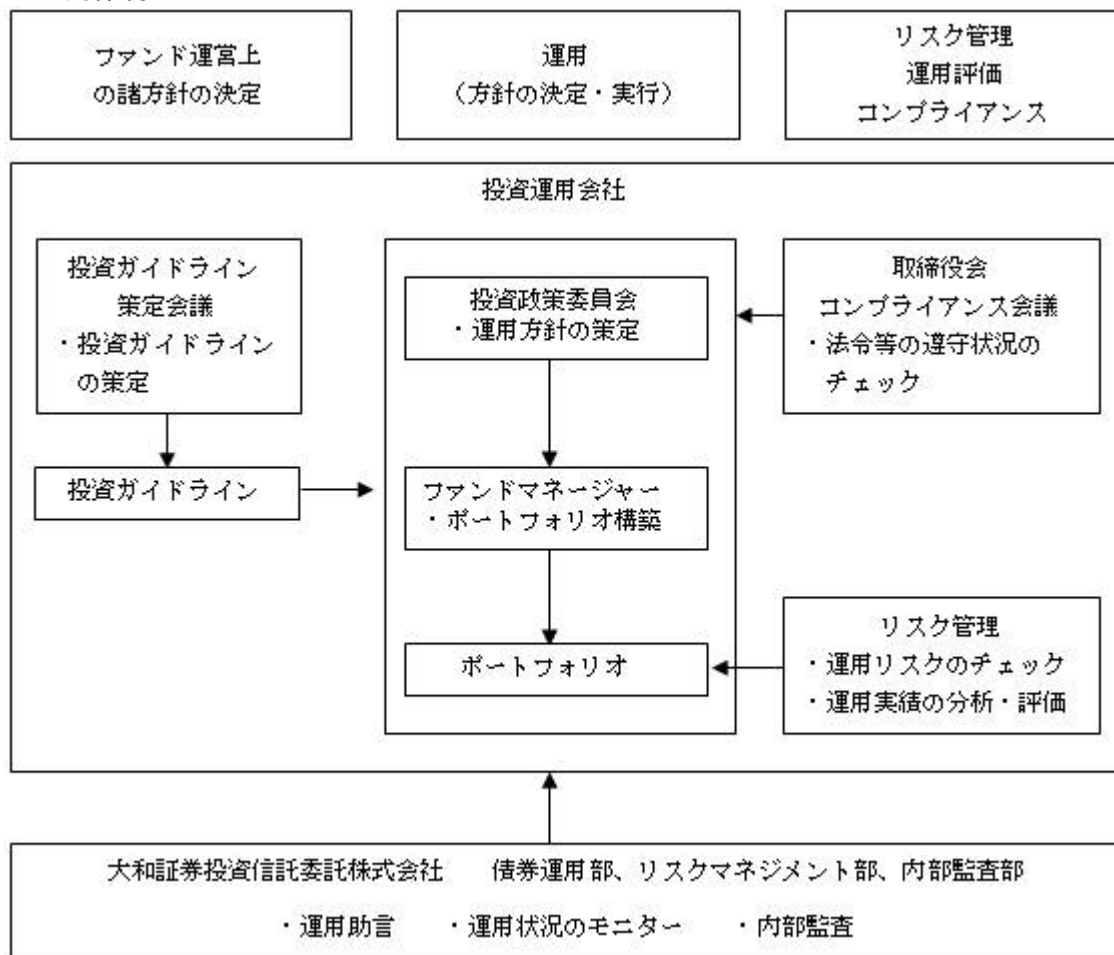 ファンド運営上
の諸方針の決定
運用
（方針の決定・実行）
リスク管理
運用評価
コンプライアンス
投資運用会社
投資ガイドライン
策定会議
・投資ガイドライン
の策定
投資ガイドライン
投資政策委員会
・運用方針の策定
ファンドマネージャー
・ポートフォリオ構築
ポートフォリオ
取締役会
コンプライアンス会議
・法令等の遵守状況の
チェック
リスク管理
・運用リスクのチェック
・運用実績の分析・評価
大和証券投資信託委託株式会社　債券運用部、リスクマネジメント部、内部監査部
・運用助言　・運用状況のモニター　・内部監査